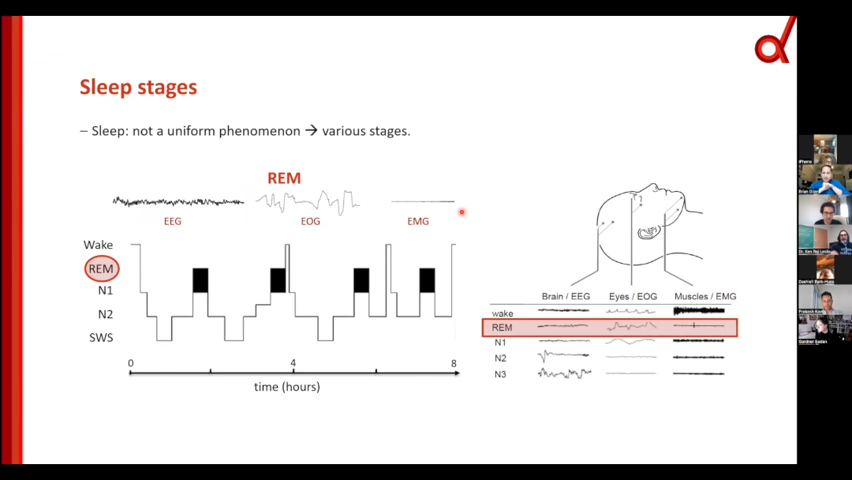 Sleep stages
– Sleep: not a uniform phenomenon → various stages.
REM
EEG EOG EMG
Wake
REM
N1
N2
SWS
0 4 8
time (hours)
Brain / EEG Eyes / EOG Muscles / EMG
wake
REM
N1
N2
N3
iPhone